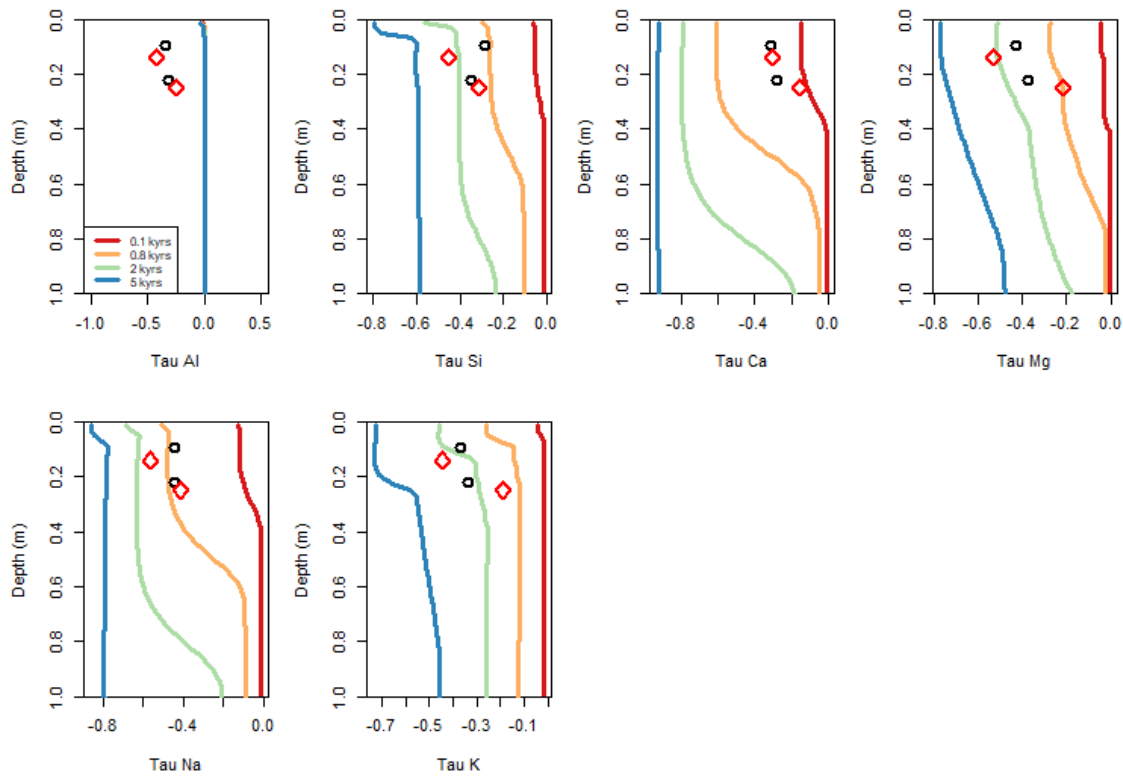 0.0
0.2
0.4
0.6
0.8
1.0
Depth (m)
0.1 kyrs
0.8 kyrs
2 kyrs
5 kyrs
-1.0 -0.5 0.0 0.5
Tau Al
0.0
0.2
0.4
0.6
0.8
1.0
Depth (m)
-0.8 -0.6 -0.4 -0.2 0.0
Tau Si
0.0
0.2
0.4
0.6
0.8
1.0
Depth (m)
-0.8 -0.4 0.0
Tau Ca
0.0
0.2
0.4
0.6
0.8
1.0
Depth (m)
-0.8 -0.6 -0.4 -0.2 0.0
Tau Mg
0.0
0.2
0.4
0.6
0.8
1.0
Depth (m)
-0.8 -0.4 0.0
Tau Na
0.0
0.2
0.4
0.6
0.8
1.0
Depth (m)
-0.7 -0.5 -0.3 -0.1
Tau K